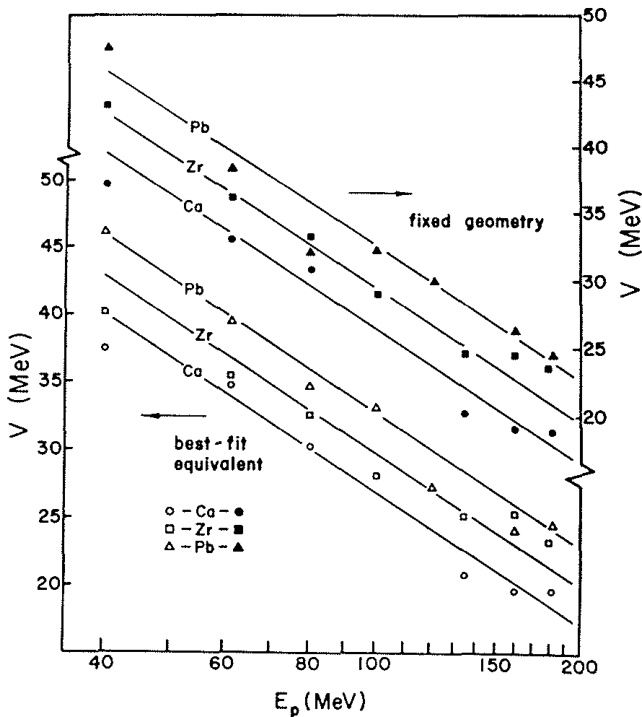 50
45
40
35
30
25
20
V (MeV)
50
45
40
35
30
25
20
V (MeV)
Pb
Zr
Ca
fixed geometry
Pb
Zr
Ca
best-fit
equivalent
○-Ca-●
□-Zr-■
△-Pb-▲
40
60
80
100
150
200
E_p (MeV)